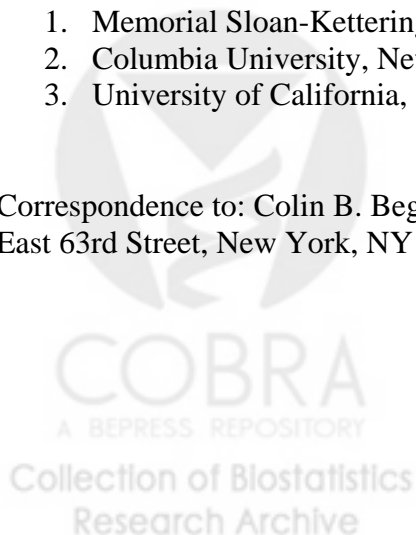 1. Memorial Sloan-Kettering
2. Columbia University, Ne
3. University of California,
Correspondence to: Colin B. Beg
East 63rd Street, New York, NY
COBRA
A BEPRESS REPOSITORY
Collection of Biostatistics
Research Archive